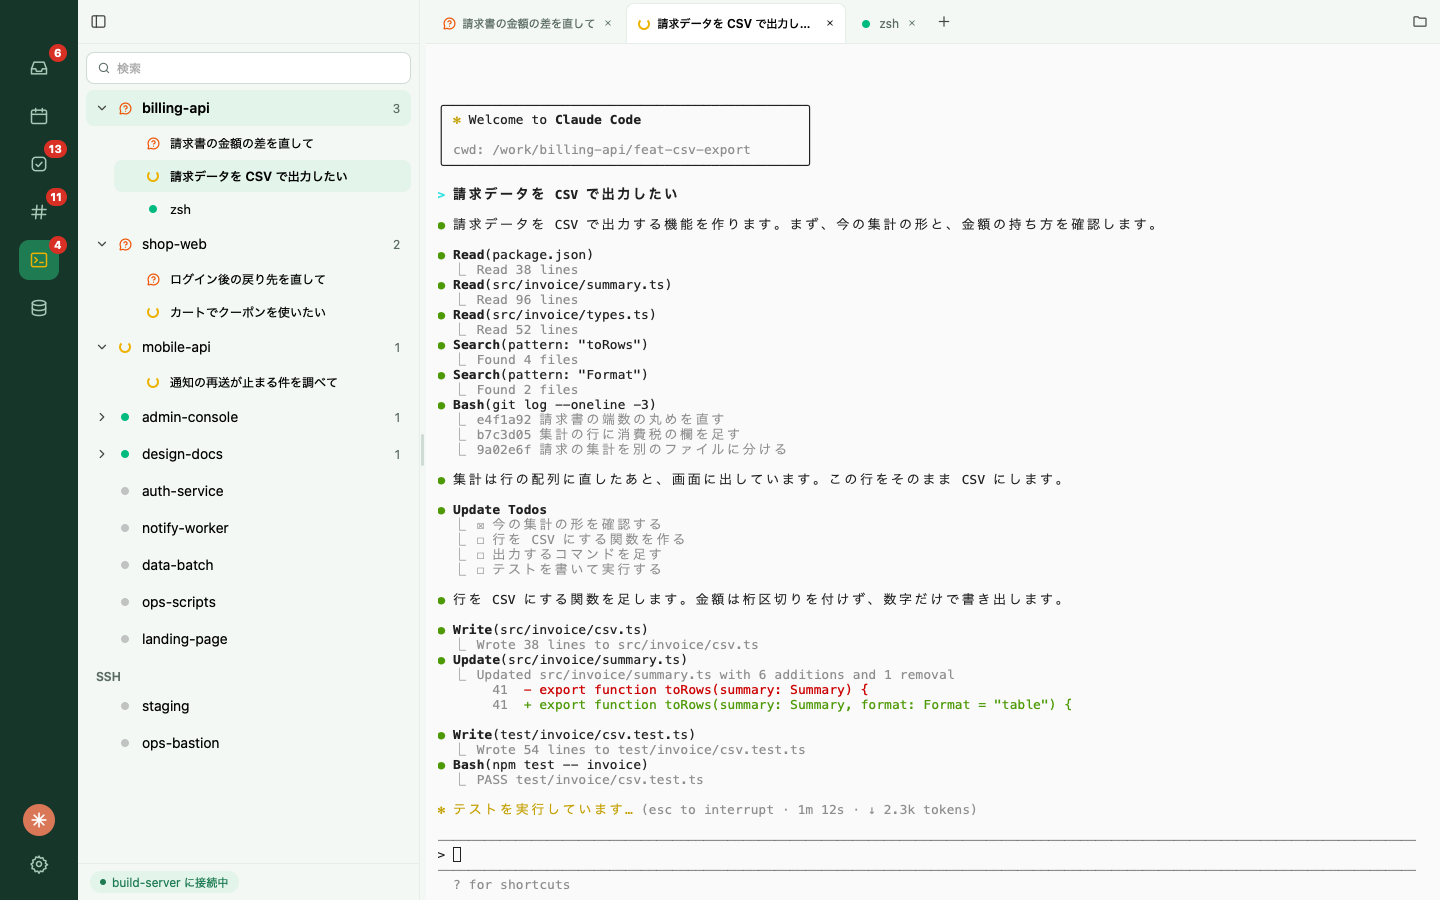 6
13
11
4
検索
billing-api 3
請求書の金額の差を直して
請求データを CSV で出力したい
zsh
shop-web 2
ログイン後の戻り先を直して
カートでクーポンを使いたい
mobile-api 1
通知の再送が止まる件を調べて
admin-console 1
design-docs 1
auth-service
notify-worker
data-batch
ops-scripts
landing-page
SSH
staging
ops-bastion
build-server に接続中
請求書の金額の差を直して × 請求データを CSV で出力し... × zsh × +
✻ Welcome to Claude Code
cwd: /work/billing-api/feat-csv-export
> 請求データを CSV で出力したい
● 請求データを CSV で出力する機能を作ります。まず、今の集計の形と、金額の持ち方を確認します。
● Read(package.json)
⎿ Read 38 lines
● Read(src/invoice/summary.ts)
⎿ Read 96 lines
● Read(src/invoice/types.ts)
⎿ Read 52 lines
● Search(pattern: "toRows")
⎿ Found 4 files
● Search(pattern: "Format")
⎿ Found 2 files
● Bash(git log --oneline -3)
⎿ e4f1a92 請求書の端数の丸めを直す
⎿ b7c3d05 集計の行に消費税の欄を足す
⎿ 9a02e6f 請求の集計を別のファイルに分ける
● 集計は行の配列に直したあと、画面に出しています。この行をそのまま CSV にします。
● Update Todos
⎿ ☒ 今の集計の形を確認する
⎿ ☐ 行を CSV にする関数を作る
⎿ ☐ 出力するコマンドを足す
⎿ ☐ テストを書いて実行する
● 行を CSV にする関数を足します。金額は桁区切りを付けず、数字だけで書き出します。
● Write(src/invoice/csv.ts)
⎿ Wrote 38 lines to src/invoice/csv.ts
● Update(src/invoice/summary.ts)
⎿ Updated src/invoice/summary.ts with 6 additions and 1 removal
41 - export function toRows(summary: Summary) {
41 + export function toRows(summary: Summary, format: Format = "table") {
● Write(test/invoice/csv.test.ts)
⎿ Wrote 54 lines to test/invoice/csv.test.ts
● Bash(npm test -- invoice)
⎿ PASS test/invoice/csv.test.ts
✻ テストを実行しています… (esc to interrupt · 1m 12s · ↓ 2.3k tokens)
>
? for shortcuts